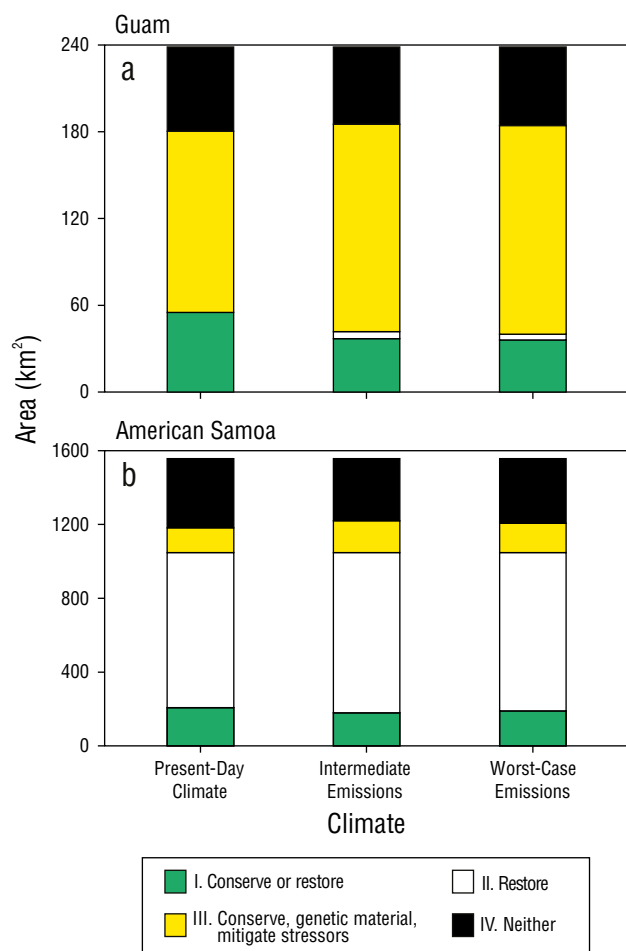 Guam
a
240
180
120
60
0
Area (km²)
American Samoa
b
1600
1200
800
400
0
Present-Day
Climate
Intermediate
Emissions
Worst-Case
Emissions
Climate
I. Conserve or restore
II. Restore
III. Conserve, genetic material,
mitigate stressors
IV. Neither